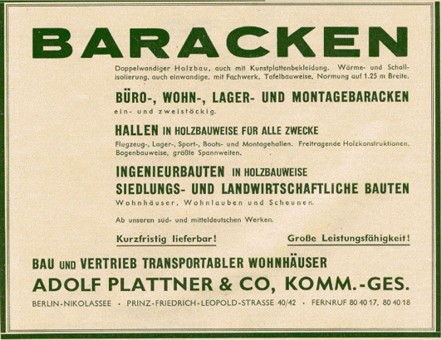 BARACKEN
Doppelwandiger Holzbau, auch mit Kunstplattenbekleidung. Wärme- und Schall-
isolierung, auch einwandige, mit Fachwerk, Tafelbauweise, Normung auf 1.25 m Breite.
BÜRO-, WOHN-, LAGER- UND MONTAGEBARACKEN
ein- und zweistöckig.
HALLEN IN HOLZBAUWEISE FÜR ALLE ZWECKE
Flugzeug-, Lager-, Sport-, Boots- und Montagehallen. Freitragende Holzkonstruktionen.
Bogenbauweise, größte Spannweiten.
INGENIEURBAUTEN IN HOLZBAUWEISE
SIEDLUNGS- UND LANDWIRTSCHAFTLICHE BAUTEN
Wohnhäuser, Wohnlauben und Scheunen.
Ab unseren süd- und mitteldeutschen Werken.
Kurzfristig lieferbar! Große Leistungsfähigkeit!
BAU UND VERTRIEB TRANSPORTABLER WOHNHÄUSER
ADOLF PLATTNER & CO, KOMM.-GES.
BERLIN-NIKOLASSEE · PRINZ-FRIEDRICH-LEOPOLD-STRASSE 40/42 · FERNRUF 80 40 17, 80 40 18